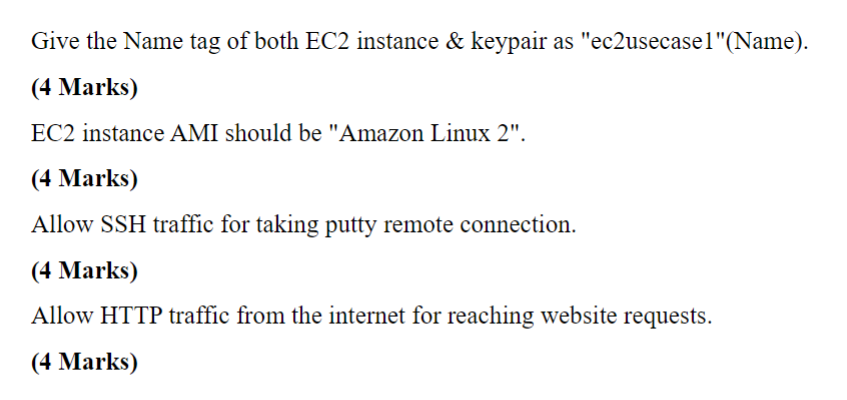 Give the Name tag of both EC2 instance & keypair as "ec2usecase1"(Name).
(4 Marks)
EC2 instance AMI should be "Amazon Linux 2".
(4 Marks)
Allow SSH traffic for taking putty remote connection.
(4 Marks)
Allow HTTP traffic from the internet for reaching website requests.
(4 Marks)